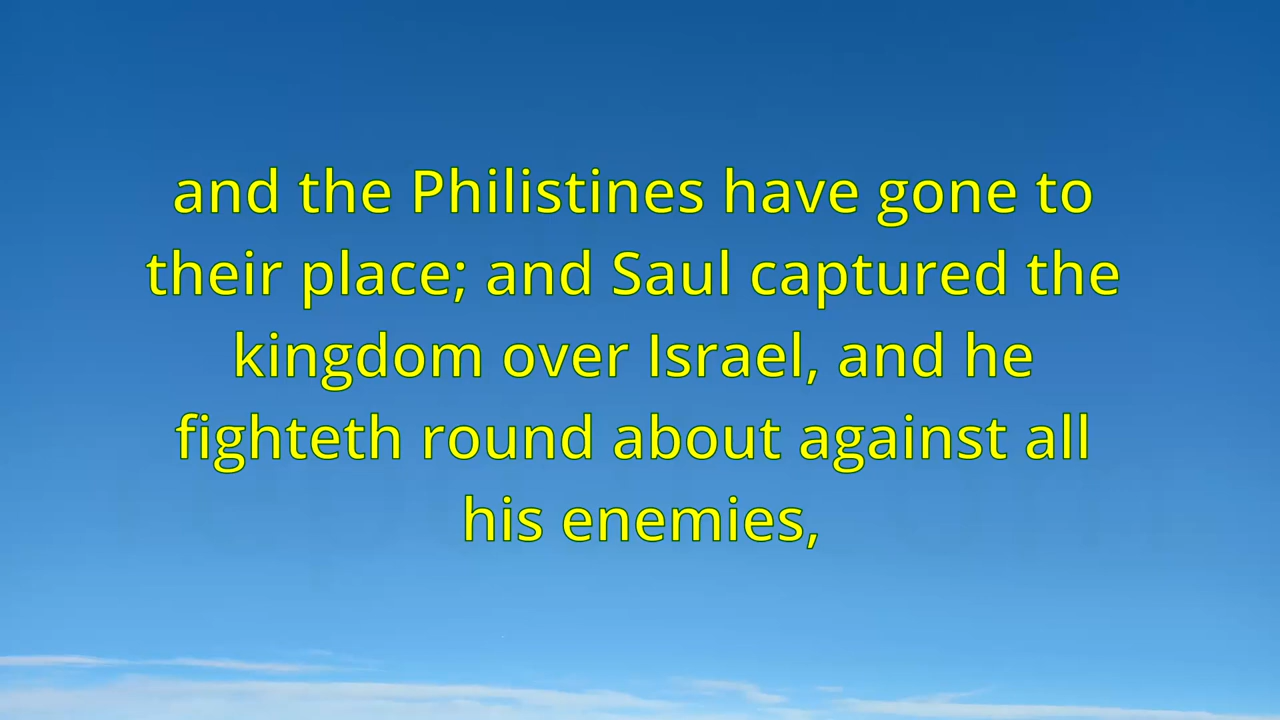 and the Philistines have gone to
their place; and Saul captured the
kingdom over Israel, and he
fighteth round about against all
his enemies,